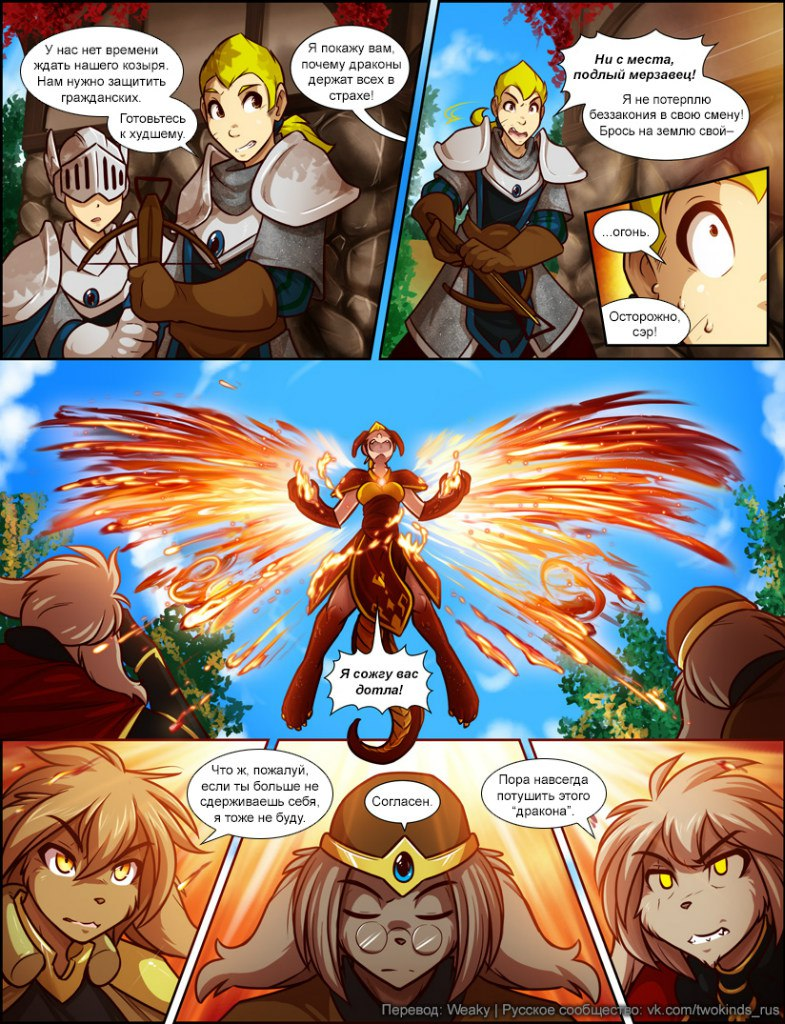 У нас нет времени
ждать нашего козыря.
Нам нужно защитить
гражданских.
Готовьтесь
к худшему.
Я покажу вам,
почему драконы
держат всех в
страхе!
Ни с места,
подлый мерзавец!
Я не потерплю
беззакония в свою смену!
Брось на землю свой–
...огонь.
Осторожно,
сэр!
Я сожгу вас
дотла!
Что ж, пожалуй,
если ты больше не
сдерживаешь себя,
я тоже не буду.
Согласен.
Пора навсегда
потушить этого
“дракона”.
Перевод: Weaky | Русское сообщество: vk.com/twokinds_rus